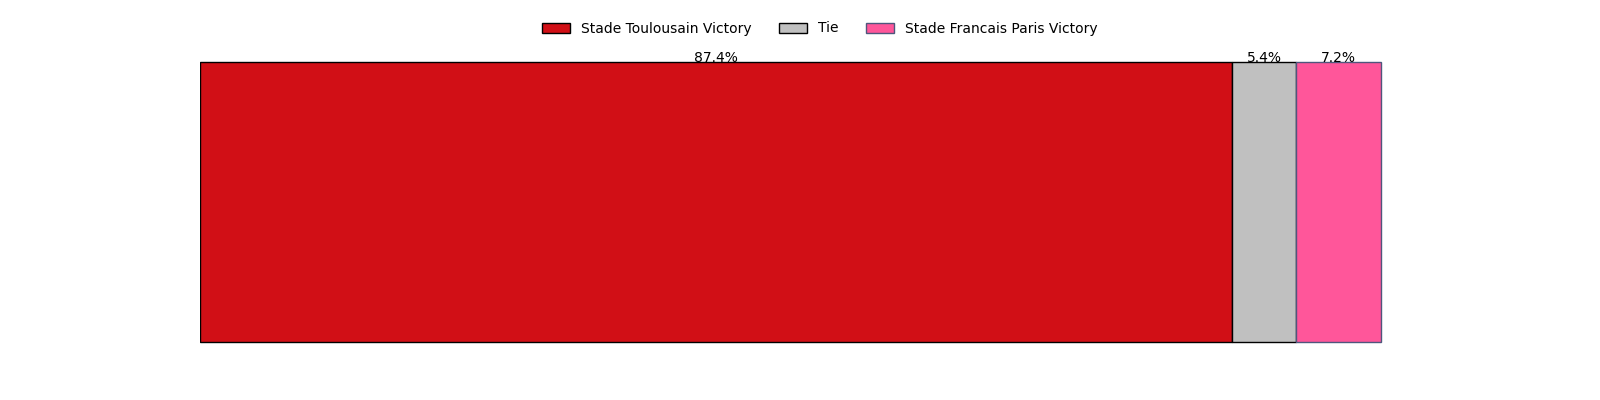 Stade Toulousain Victory Tie Stade Francais Paris Victory
87.4% 5.4% 7.2%